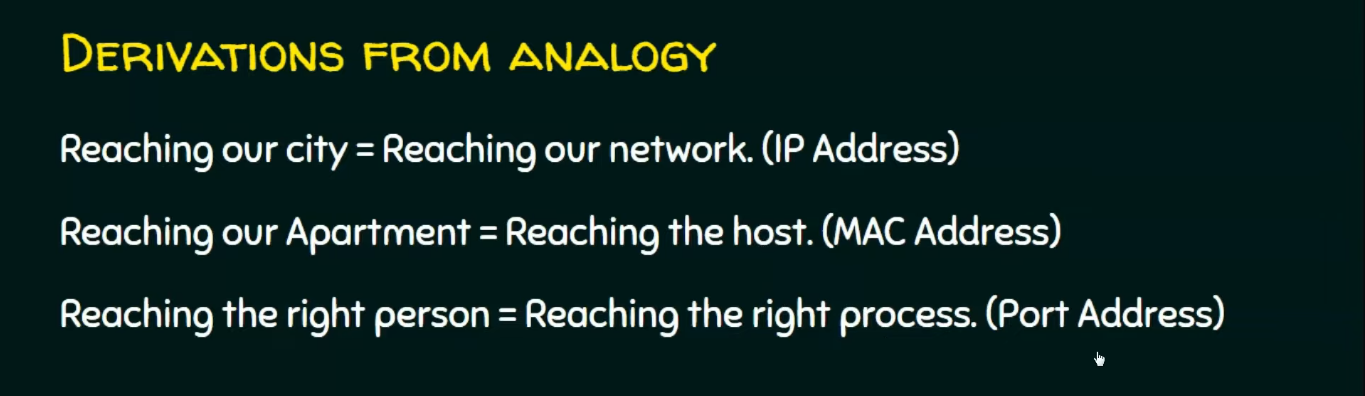 DERIVATIONS FROM ANALOGY
Reaching our city = Reaching our network. (IP Address)
Reaching our Apartment = Reaching the host. (MAC Address)
Reaching the right person = Reaching the right process. (Port Address)